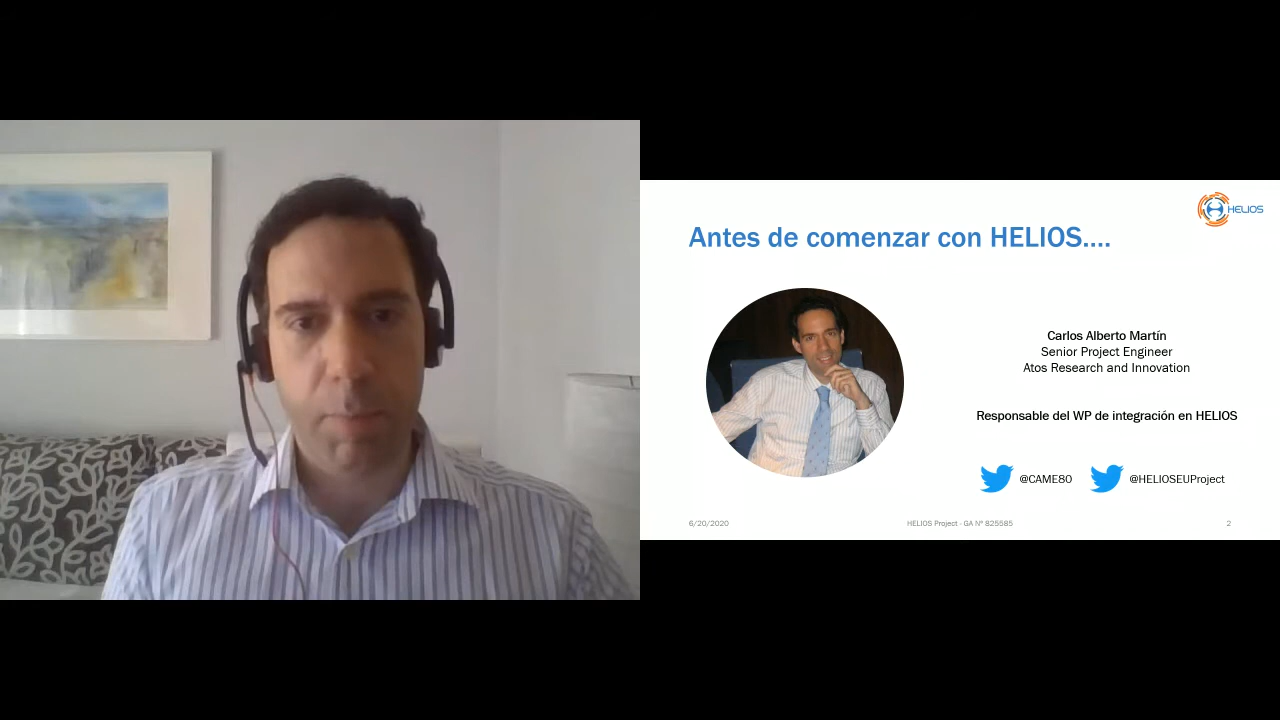 HELIOS
Antes de comenzar con HELIOS....
Carlos Alberto Martín
Senior Project Engineer
Atos Research and Innovation
Responsable del WP de integración en HELIOS
@CAME80
@HELIOSEUProject
6/20/2020
HELIOS Project - GA Nº 825585
2